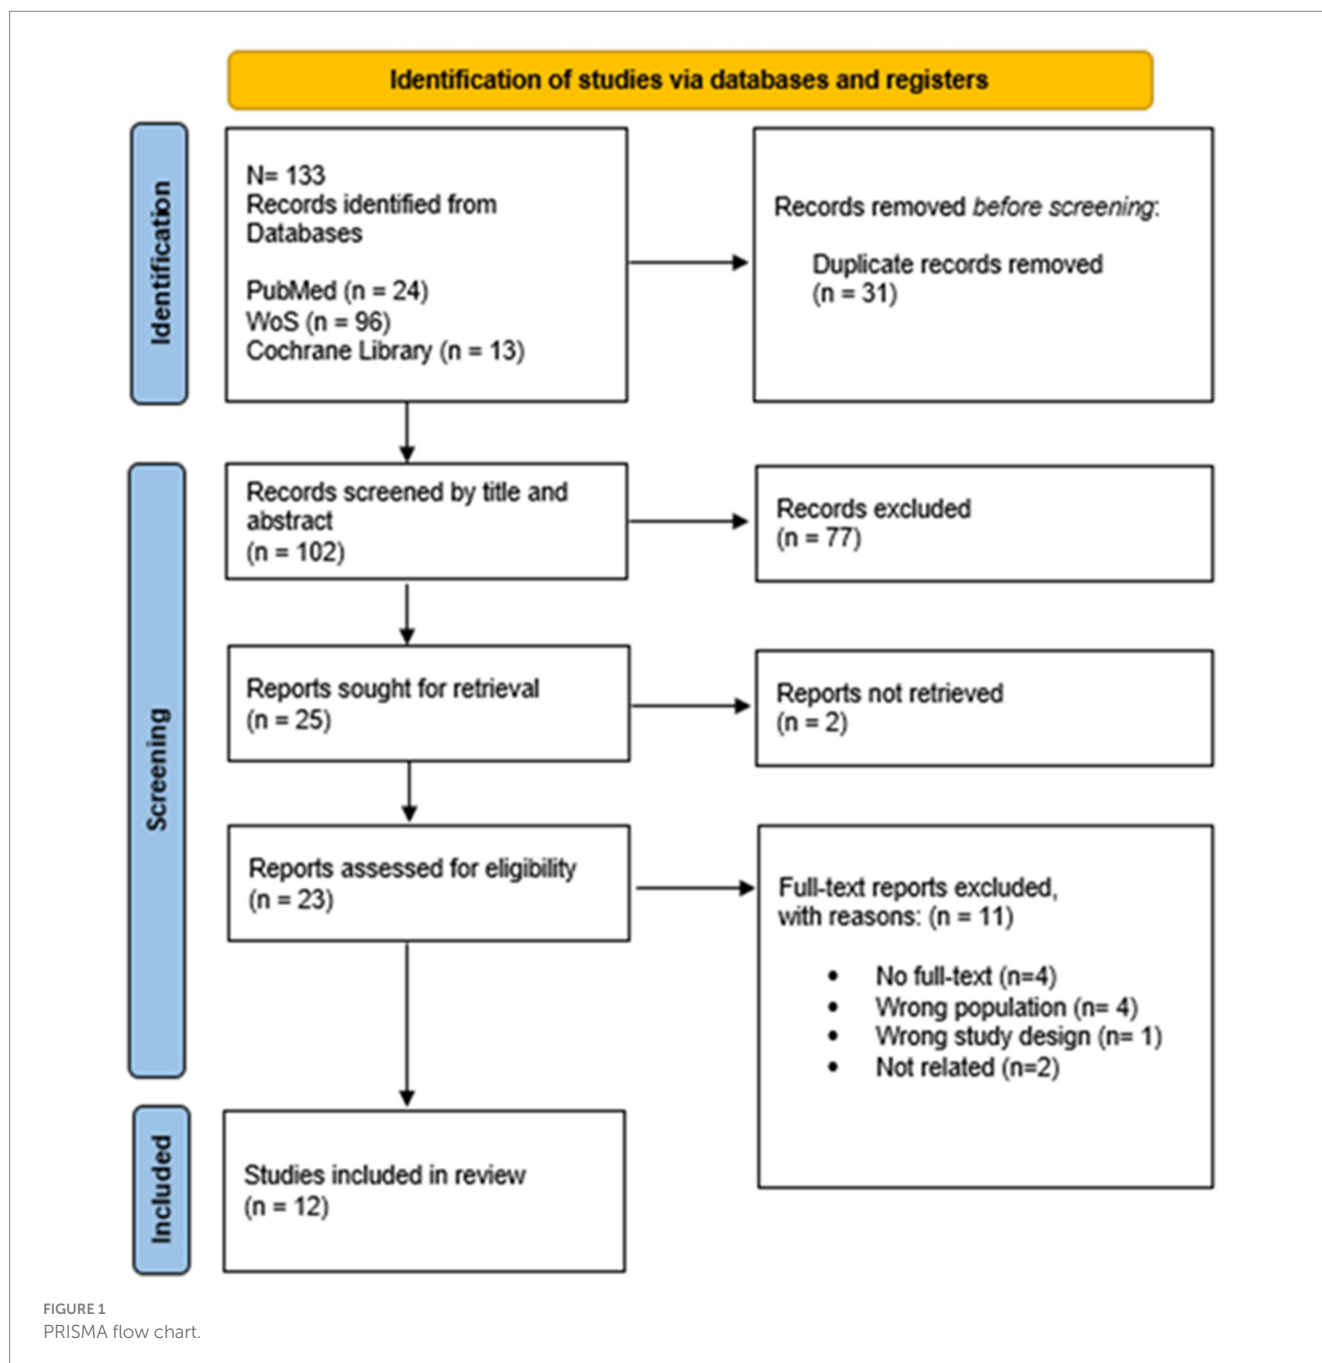 Identification of studies via databases and registers
Identification
N= 133
Records identified from
Databases
PubMed (n = 24)
WoS (n = 96)
Cochrane Library (n = 13)
Records removed before screening:
Duplicate records removed
(n = 31)
Screening
Records screened by title and
abstract
(n = 102)
Records excluded
(n = 77)
Reports sought for retrieval
(n = 25)
Reports not retrieved
(n = 2)
Reports assessed for eligibility
(n = 23)
Full-text reports excluded,
with reasons: (n = 11)
• No full-text (n=4)
• Wrong population (n= 4)
• Wrong study design (n= 1)
• Not related (n=2)
Included
Studies included in review
(n = 12)
FIGURE 1
PRISMA flow chart.